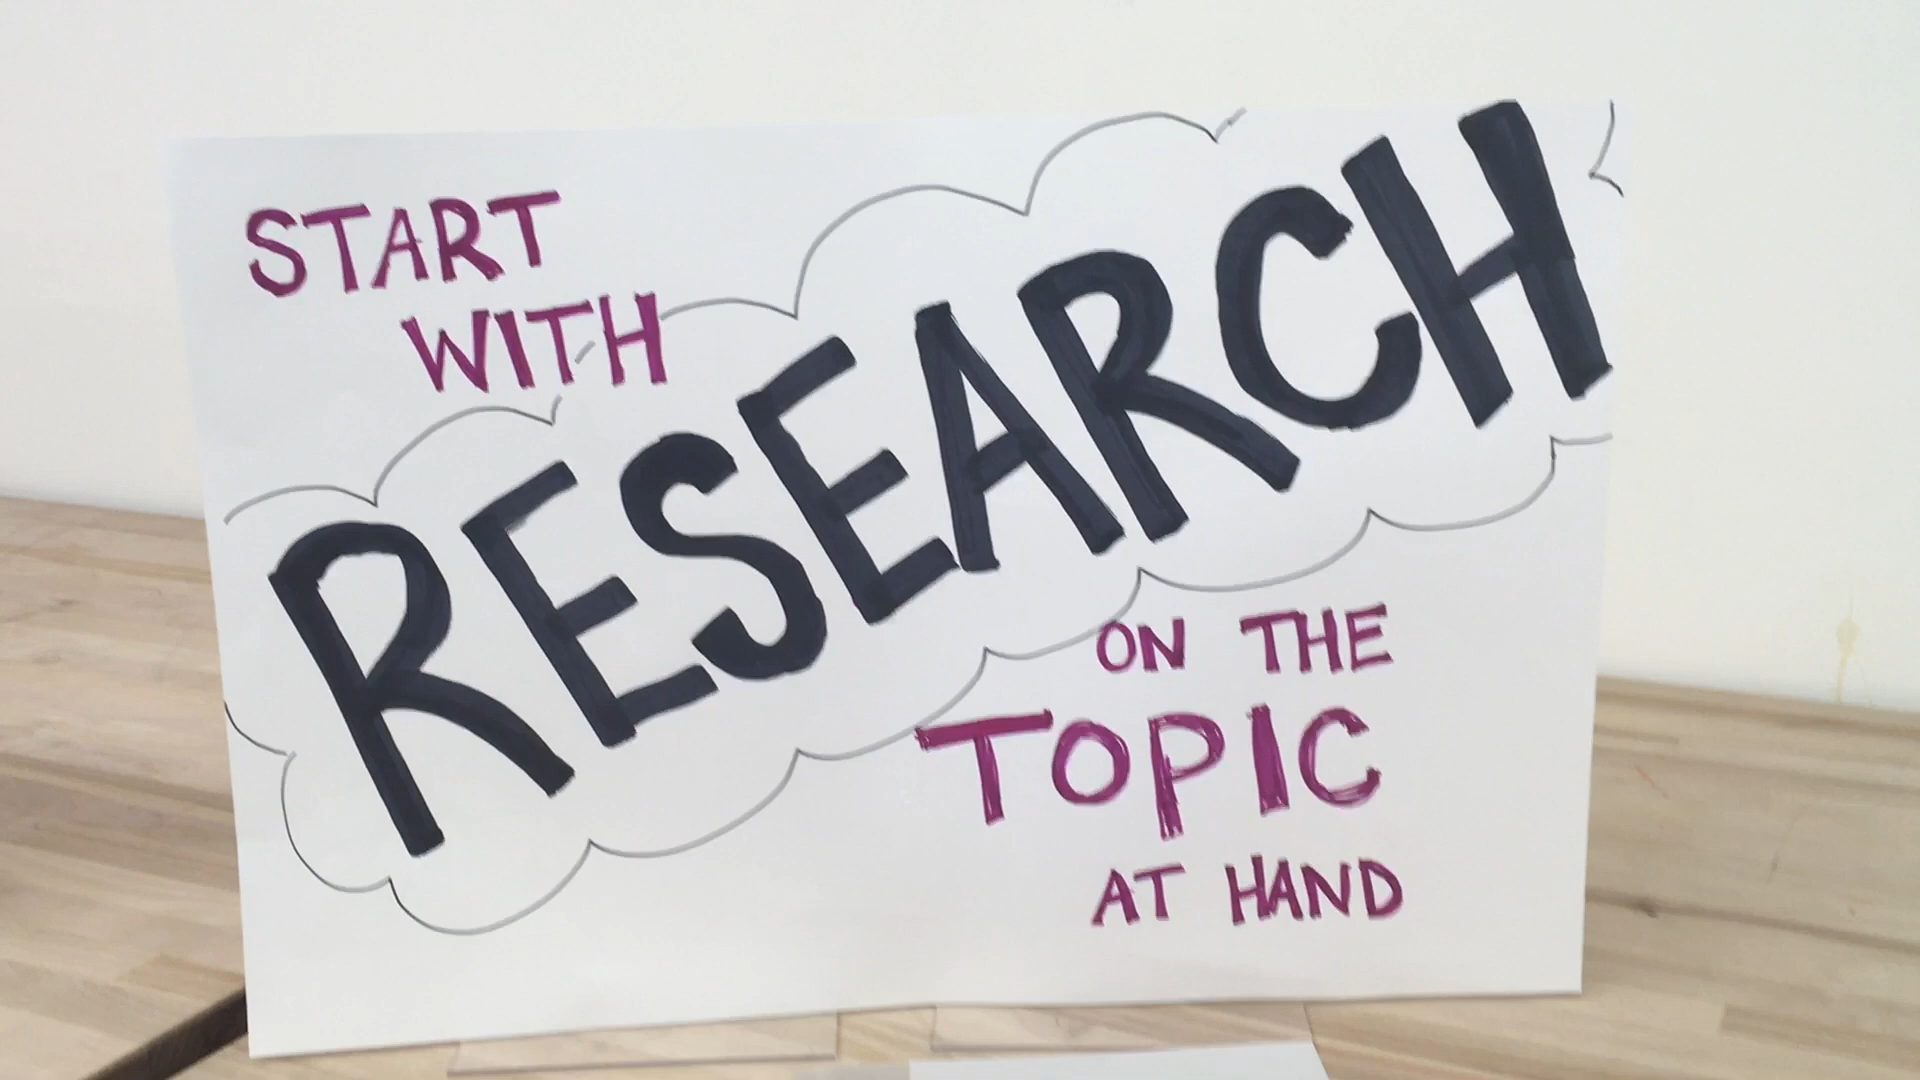 START
WITH
RESEARCH
ON THE
TOPIC
AT HAND